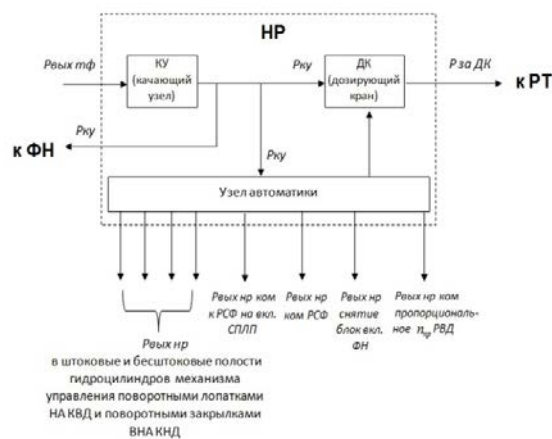 НР
Рвых тф
КУ
(качающий
узел)
Рку
ДК
(дозирующий
кран)
Р за ДК
к РТ
Рку
к ФН
Рку
Узел автоматики
Рвых нр
в штоковые и бесштоковые полости
гидроцилиндров механизма
управления поворотными лопатками
НА КВД и поворотными закрылками
ВНА КНД
Рвых нр ком
к РСФ на вкл.
СПЛП
Рвых нр
ком РСФ
Рвых нр
снятие
блок вкл.
ФН
Рвых нр ком
пропорциональ-
ное nпр РВД